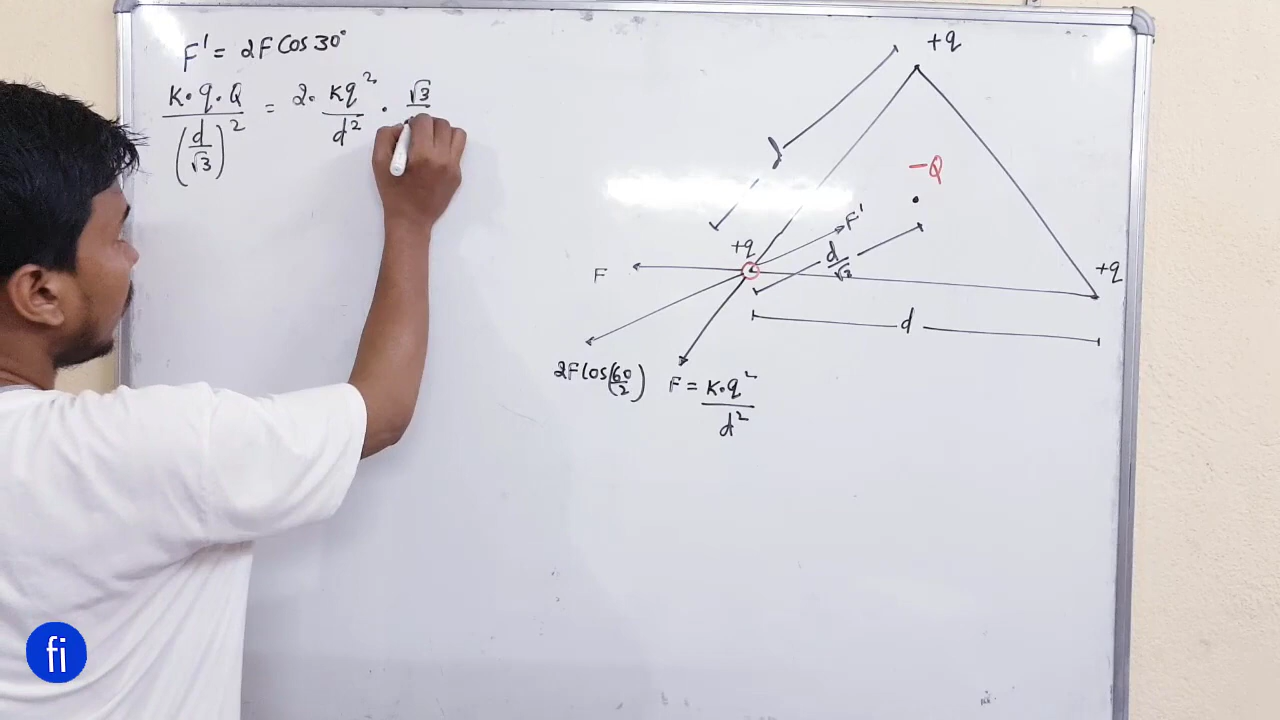 F' = 2F Cos 30°
K·q·Q / (d/√3)² = 2· Kq²/d² · √3
+q
-Q
+q
F'
d/√3
+q
F
d
2F Cos(60/2)
F = K·q²/d²
fi